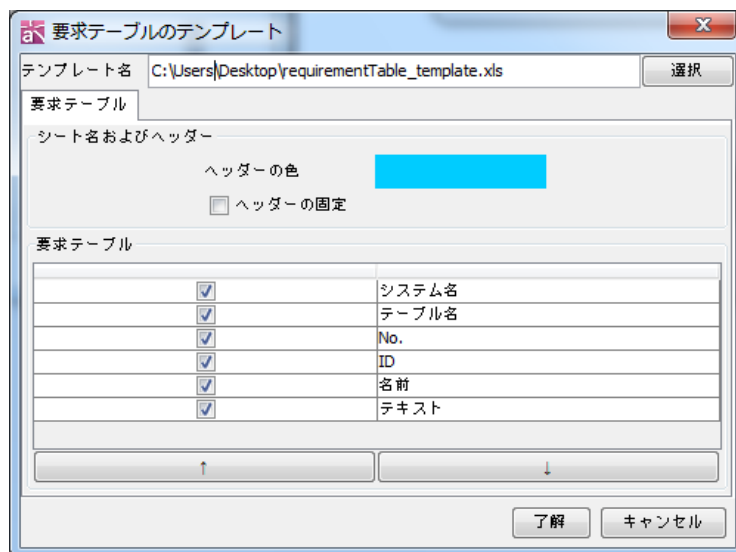 要求テーブルのテンプレート
テンプレート名 C:\Users\Desktop\requirementTable_template.xls 選択
要求テーブル
シート名およびヘッダー
ヘッダーの色
ヘッダーの固定
要求テーブル
システム名
テーブル名
No.
ID
名前
テキスト
↑ ↓
了解 キャンセル